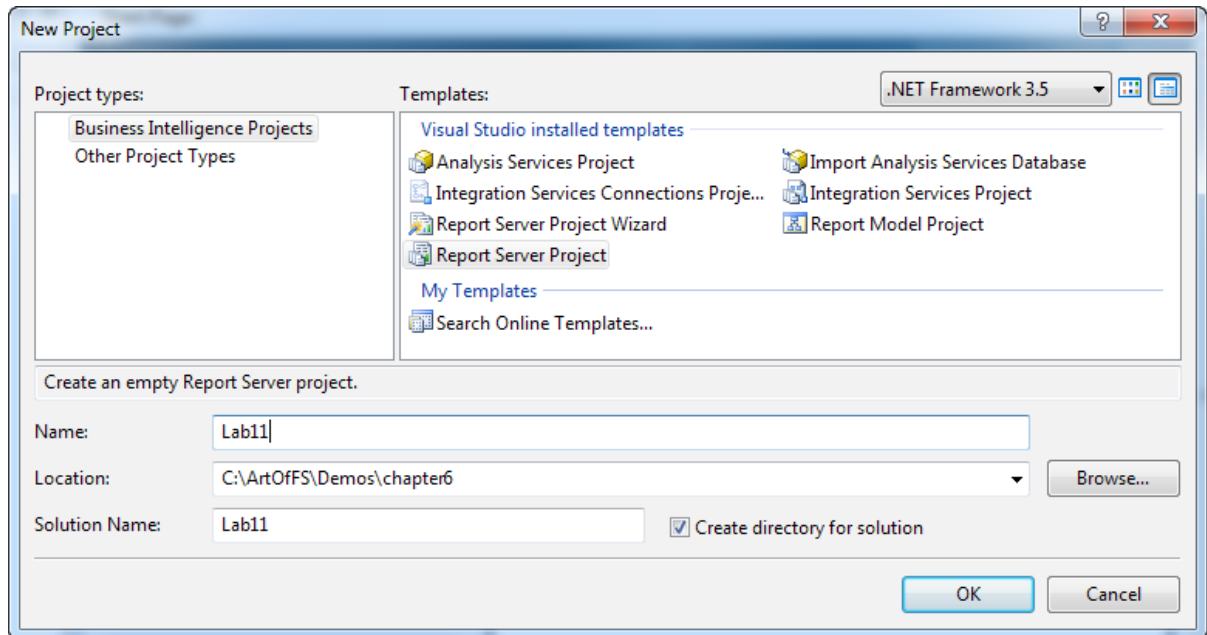 New Project
Project types:
Templates:
.NET Framework 3.5
Business Intelligence Projects
Other Project Types
Visual Studio installed templates
Analysis Services Project
Import Analysis Services Database
Integration Services Connections Proje...
Integration Services Project
Report Server Project Wizard
Report Model Project
Report Server Project
My Templates
Search Online Templates...
Create an empty Report Server project.
Name:
Lab11
Location:
C:\ArtOfFS\Demos\chapter6
Browse...
Solution Name:
Lab11
Create directory for solution
OK
Cancel